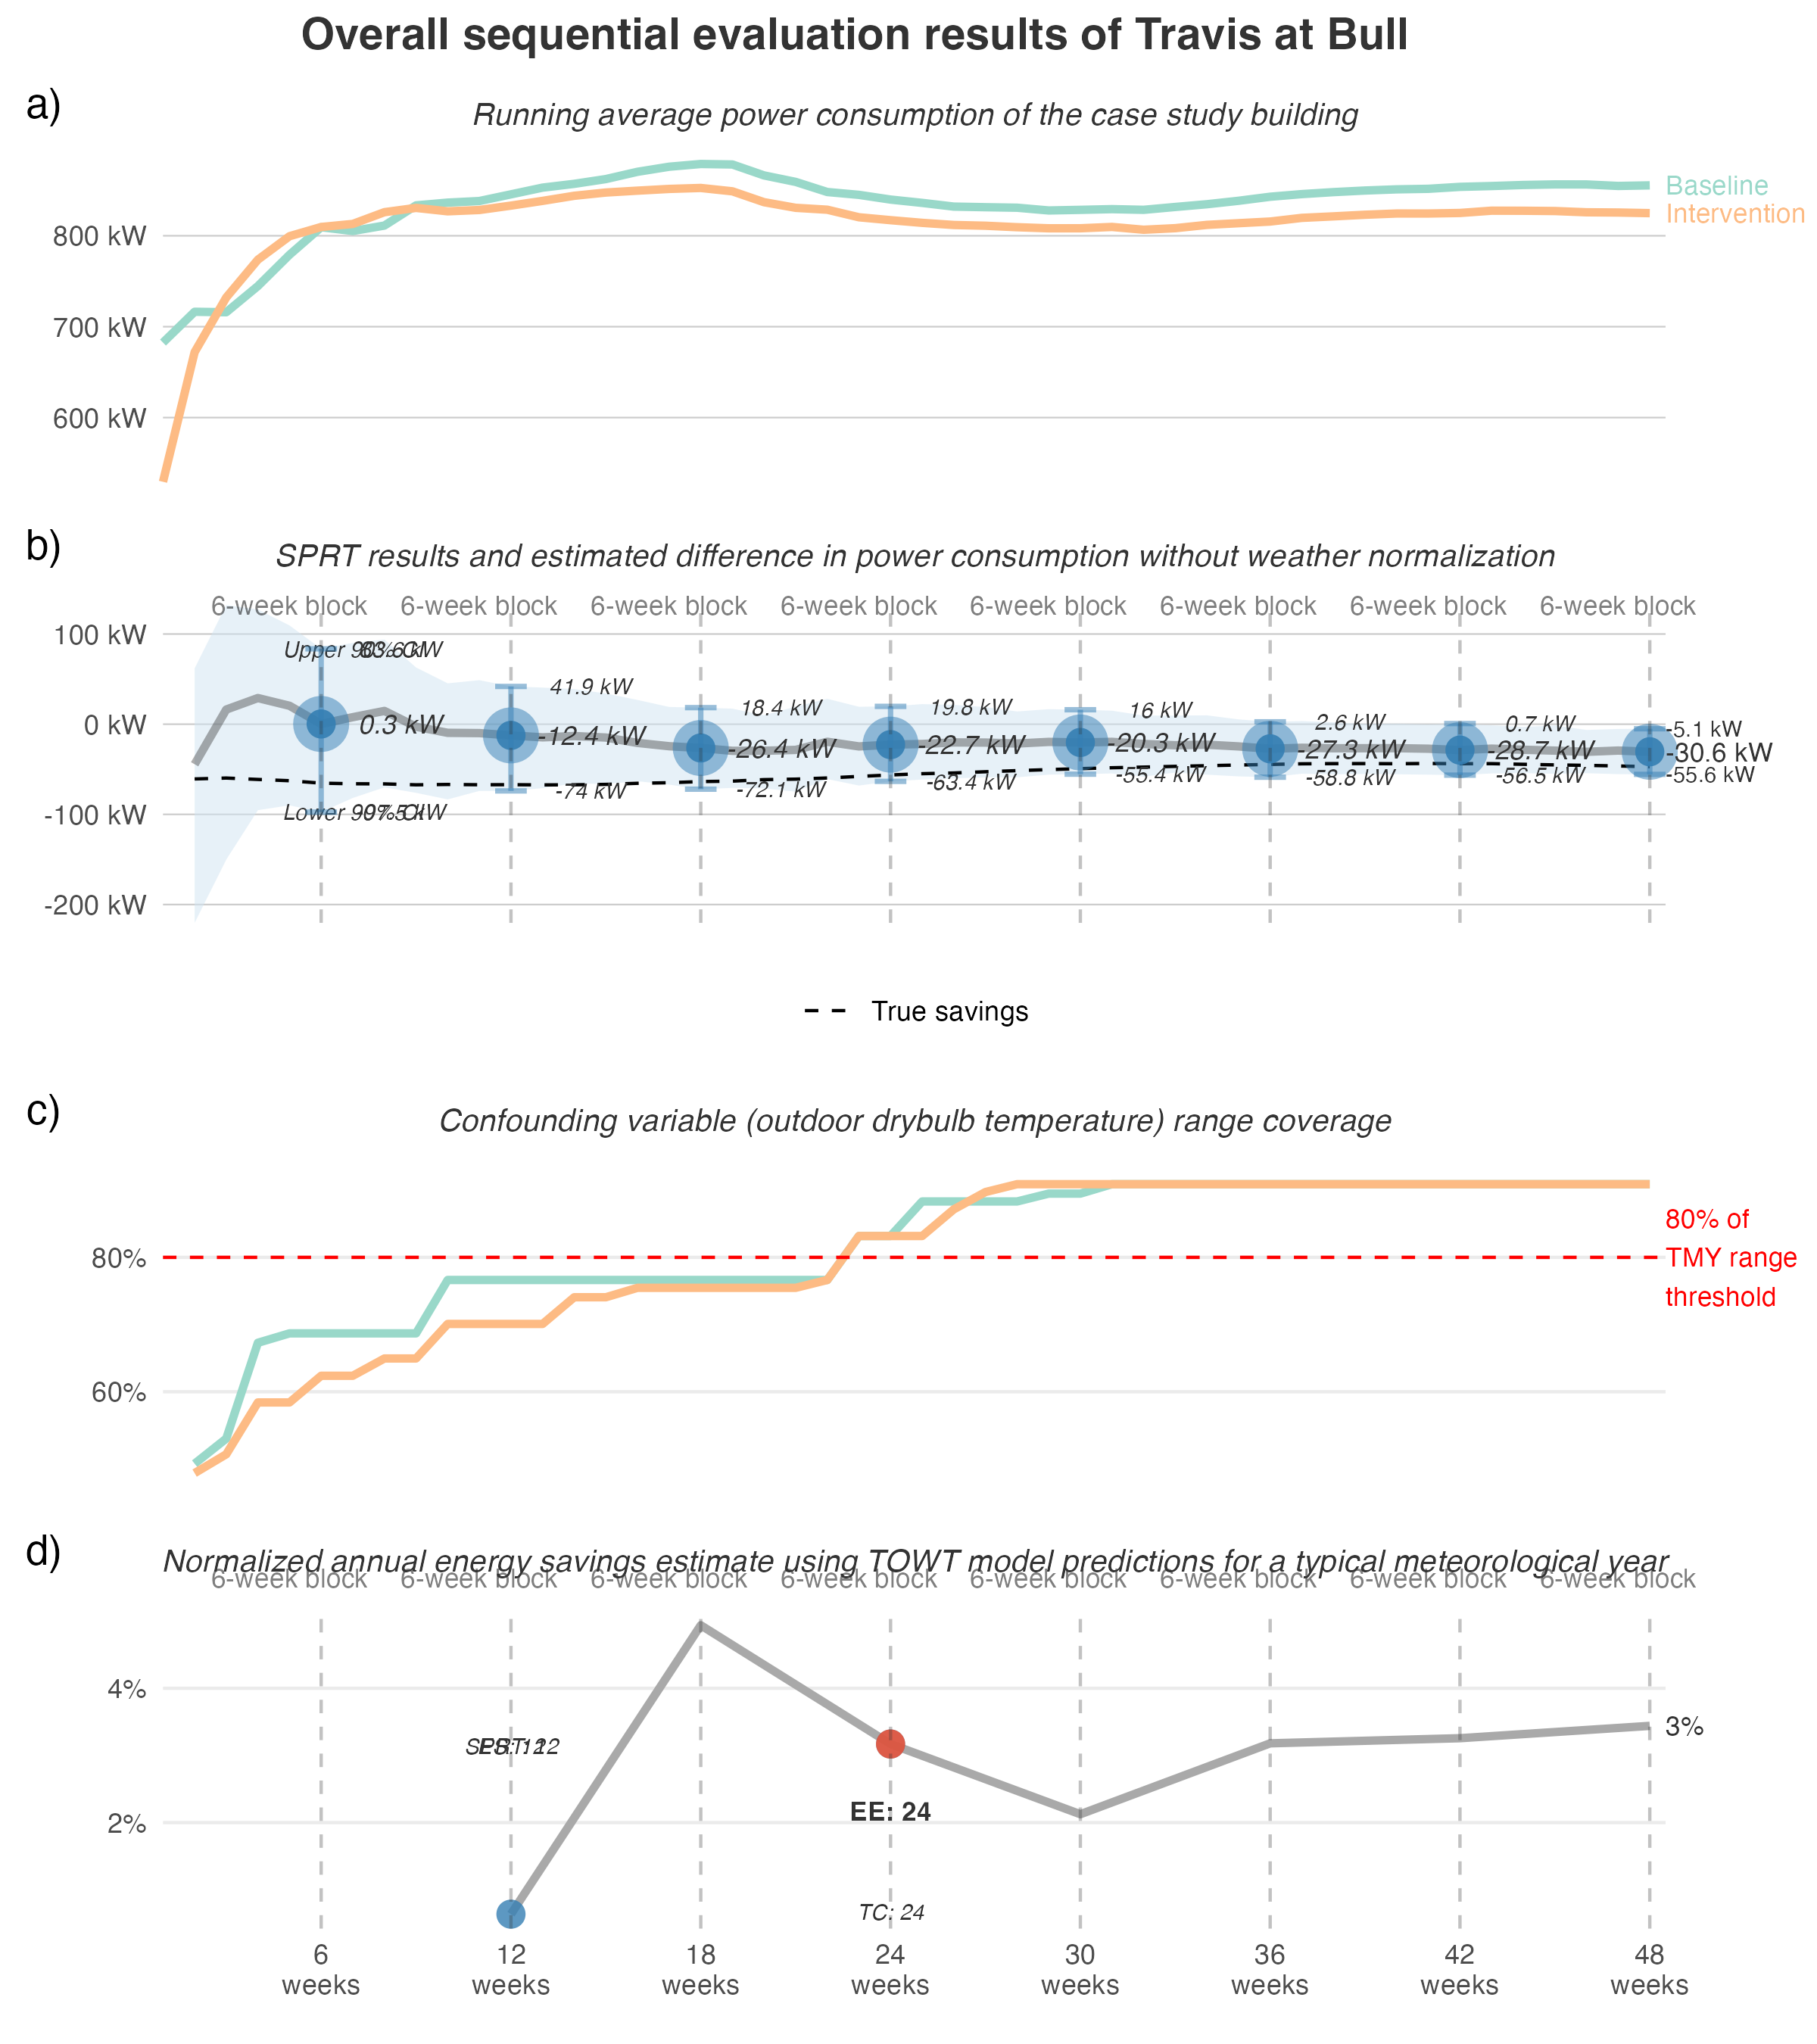 Overall sequential evaluation results of Travis at Bull
a)
Running average power consumption of the case study building
Baseline
Intervention
800 kW
700 kW
600 kW
b)
SPRT results and estimated difference in power consumption without weather normalization
6-week block 6-week block 6-week block 6-week block 6-week block 6-week block 6-week block 6-week block
100 kW
0 kW
-100 kW
-200 kW
Upper 90% CI
83.6 kW
41.9 kW
18.4 kW
19.8 kW
16 kW
2.6 kW
0.7 kW
-5.1 kW
0.3 kW
-12.4 kW
-26.4 kW
-22.7 kW
-20.3 kW
-27.3 kW
-28.7 kW
-30.6 kW
Lower 90% CI
-97.5 kW
-74 kW
-72.1 kW
-63.4 kW
-55.4 kW
-58.8 kW
-56.5 kW
-55.6 kW
True savings
c)
Confounding variable (outdoor drybulb temperature) range coverage
80%
60%
80% of
TMY range
threshold
d)
Normalized annual energy savings estimate using TOWT model predictions for a typical meteorological year
6-week block 6-week block 6-week block 6-week block 6-week block 6-week block 6-week block 6-week block
4%
2%
SPRT: 12
EE: 24
TC: 24
3%
6 12 18 24 30 36 42 48
weeks weeks weeks weeks weeks weeks weeks weeks